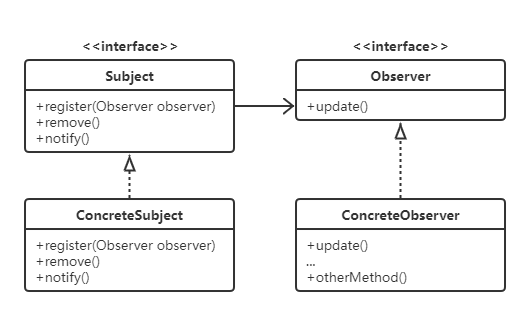 <<interface>>
Subject
+register(Observer observer)
+remove()
+notify()
<<interface>>
Observer
+update()
ConcreteSubject
+register(Observer observer)
+remove()
+notify()
ConcreteObserver
+update()
...
+otherMethod()